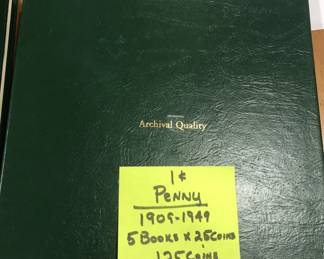 Archival Quality
1¢
PENNY
1909-1949
5 BOOKS X 25 COINS
125 COINS